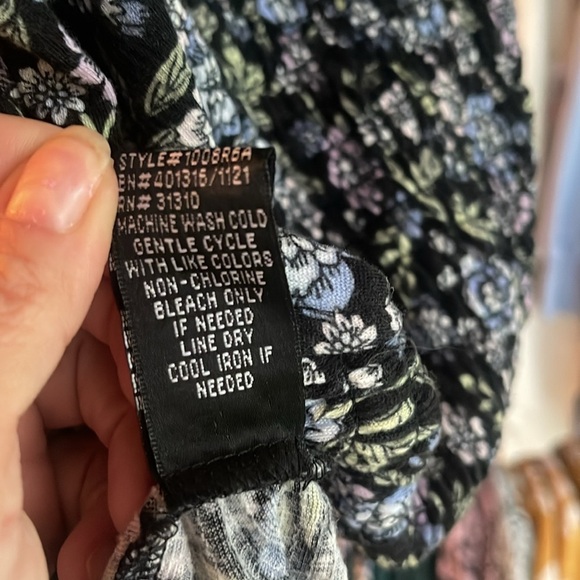 STYLE# 1008R6A
EN# 401316/1121
RN# 31310
MACHINE WASH COLD
GENTLE CYCLE
WITH LIKE COLORS
NON-CHLORINE
BLEACH ONLY
IF NEEDED
LINE DRY
COOL IRON IF
NEEDED